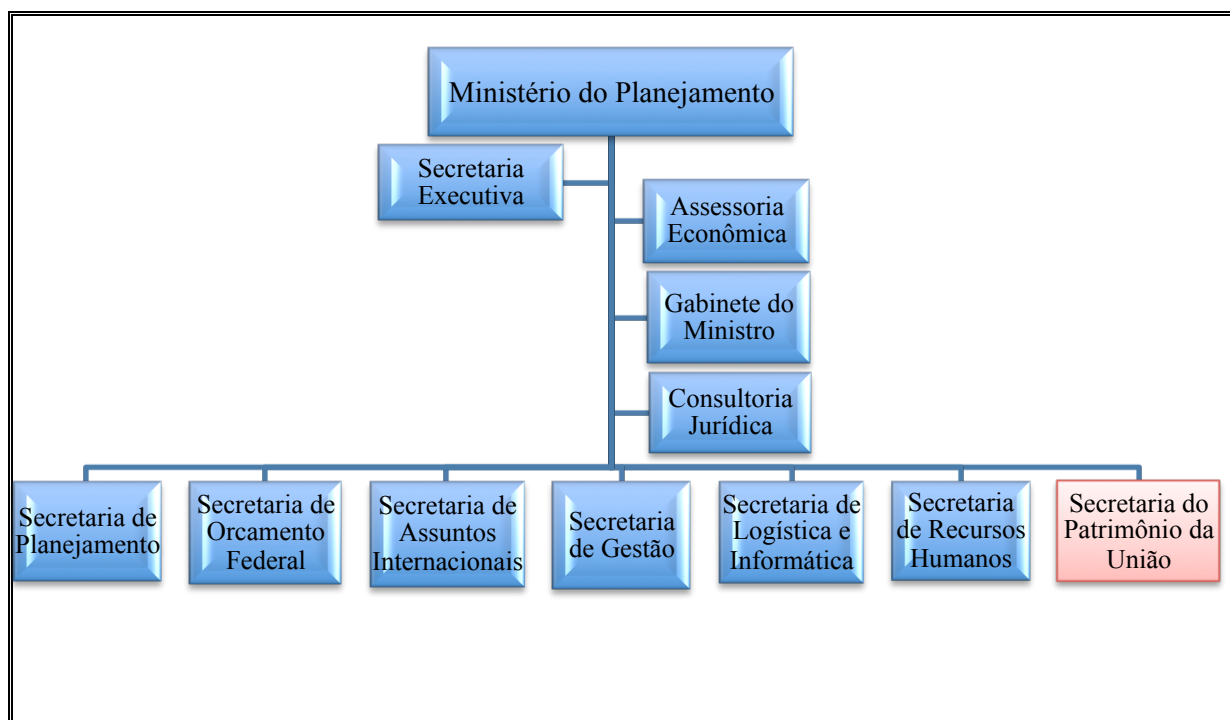 Ministério do Planejamento
Secretaria
Executiva
Assessoria
Econômica
Gabinete do
Ministro
Consultoria
Jurídica
Secretaria de
Planejamento
Secretaria de
Orcamento
Federal
Secretaria de
Assuntos
Internacionais
Secretaria
de Gestão
Secretaria de
Logística e
Informática
Secretaria
de Recursos
Humanos
Secretaria do
Patrimônio da
União